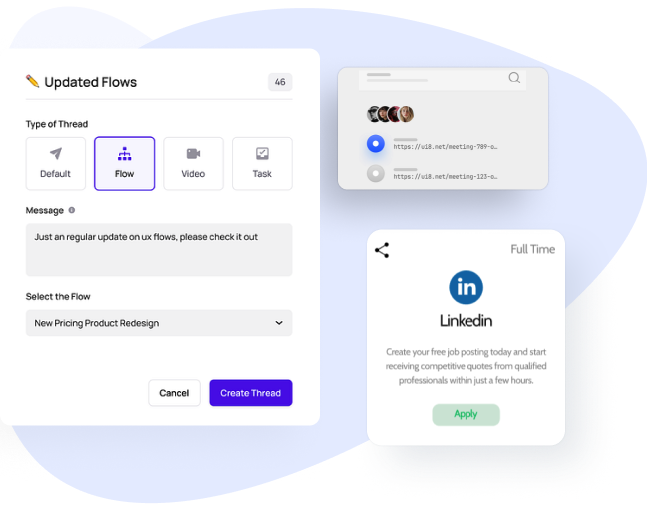 Updated Flows
46
Type of Thread
Default
Flow
Video
Task
Message
Just an regular update on ux flows, please check it out
Select the Flow
New Pricing Product Redesign
Cancel
Create Thread
https://ui8.net/meeting-789-o…
https://ui8.net/meeting-123-o…
Full Time
in
Linkedin
Create your free job posting today and start
receiving competitive quotes from qualified
professionals within just a few hours.
Apply